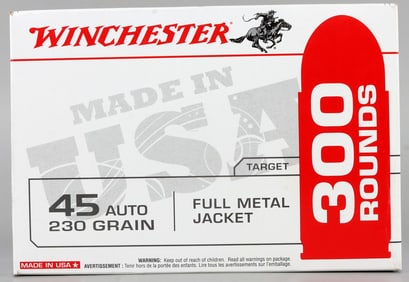 WINCHESTER
MADE IN
USA
300
ROUNDS
TARGET
45 AUTO
230 GRAIN
FULL METAL
JACKET
WARNING: Keep out of reach of children. Read all warnings on package.
MADE IN USA★ AVERTISSEMENT : Tenir hors de la portée des enfants. Lire tous les avertissements sur emballage.